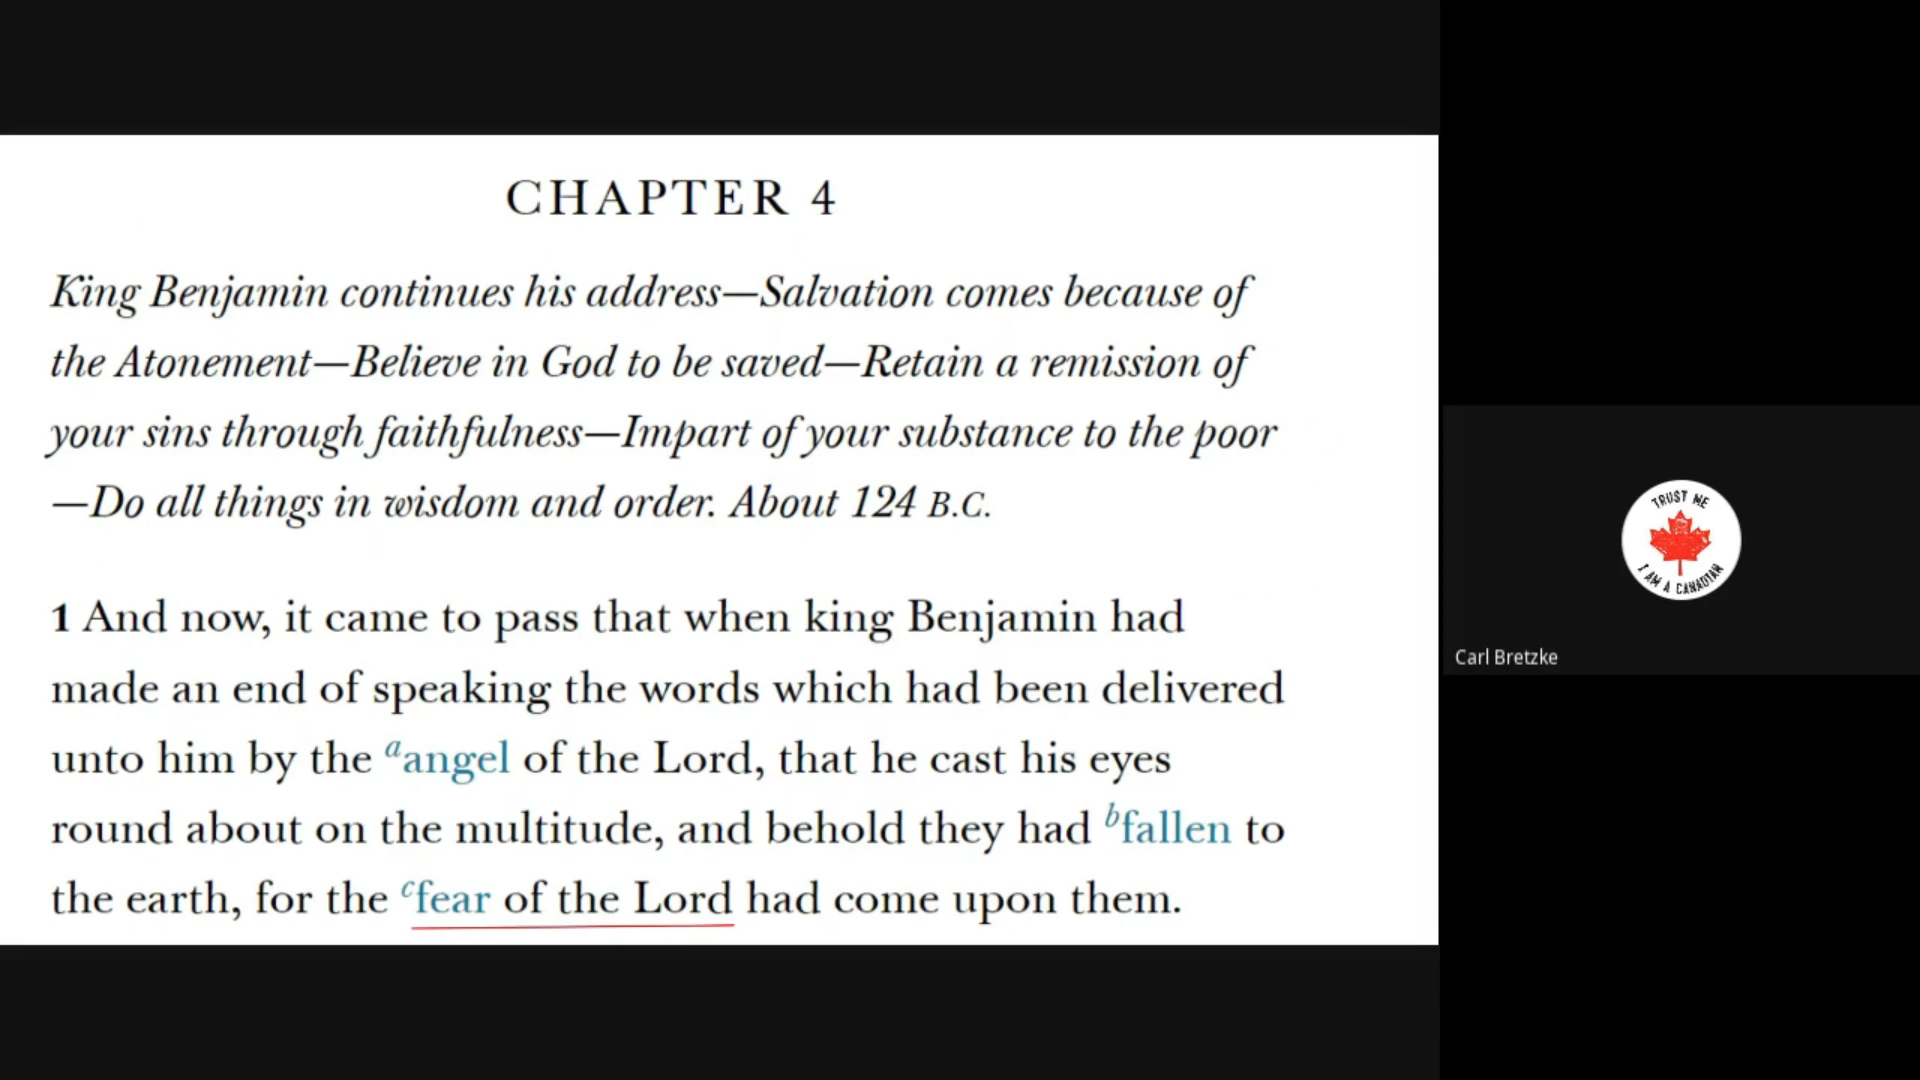 CHAPTER 4
King Benjamin continues his address—Salvation comes because of
the Atonement—Believe in God to be saved—Retain a remission of
your sins through faithfulness—Impart of your substance to the poor
—Do all things in wisdom and order. About 124 B.C.
1 And now, it came to pass that when king Benjamin had
made an end of speaking the words which had been delivered
unto him by the aangel of the Lord, that he cast his eyes
round about on the multitude, and behold they had bfallen to
the earth, for the cfear of the Lord had come upon them.
TRUST ME
I AM A CANADIAN
Carl Bretzke